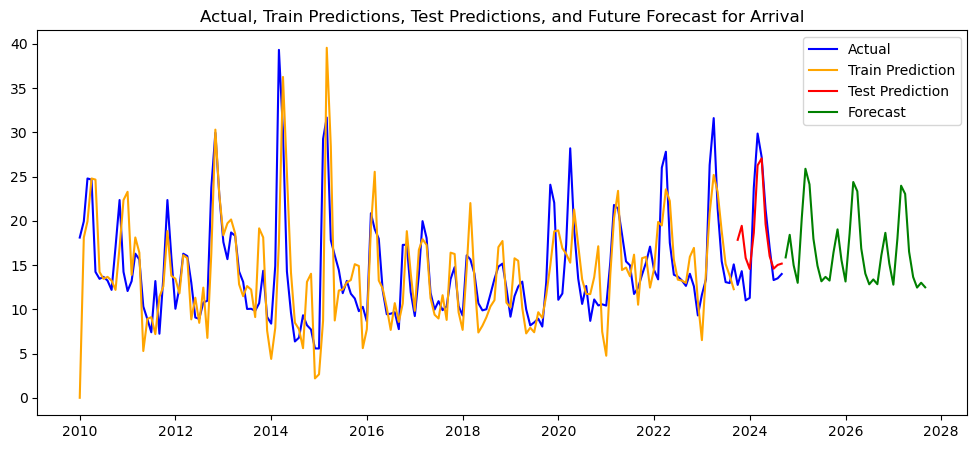 Actual, Train Predictions, Test Predictions, and Future Forecast for Arrival
40
35
30
25
20
15
10
5
0
Actual
Train Prediction
Test Prediction
Forecast
2010 2012 2014 2016 2018 2020 2022 2024 2026 2028